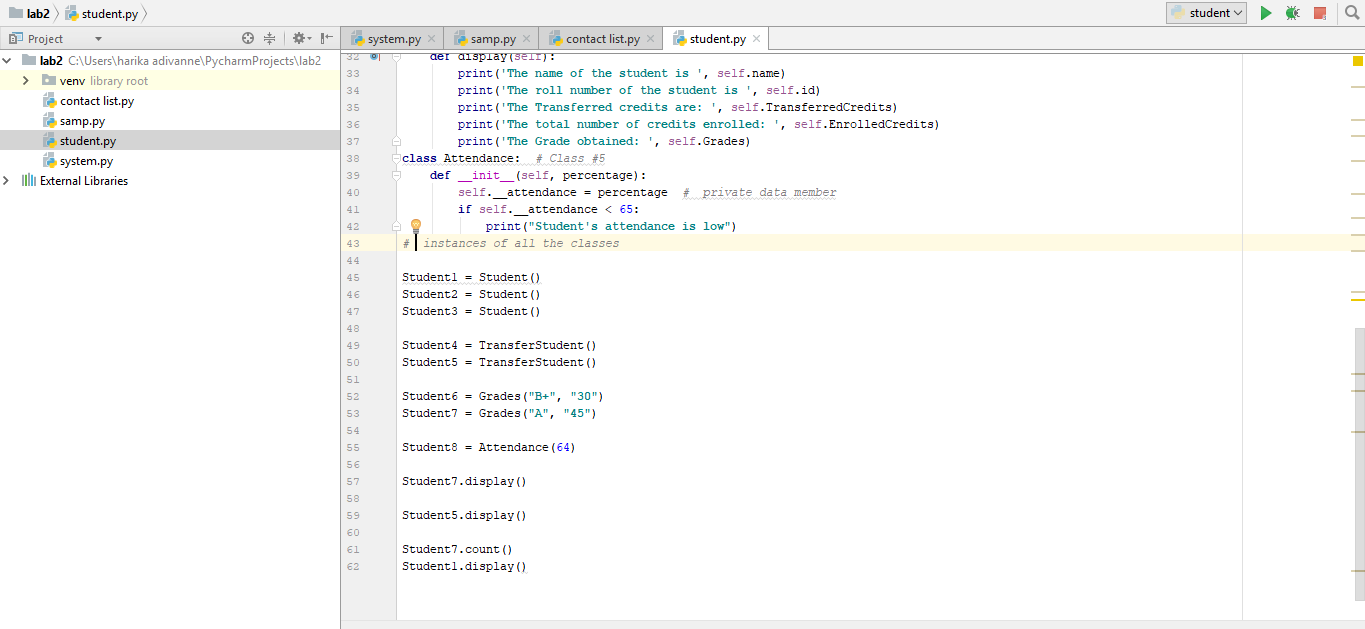 lab2 student.py student
Project system.py samp.py contact list.py student.py
lab2 C:\Users\harika adivanne\PycharmProjects\lab2
venv library root
contact list.py
samp.py
student.py
system.py
External Libraries
32 def display(self):
33 print('The name of the student is ', self.name)
34 print('The roll number of the student is ', self.id)
35 print('The Transferred credits are: ', self.TransferredCredits)
36 print('The total number of credits enrolled: ', self.EnrolledCredits)
37 print('The Grade obtained: ', self.Grades)
38 class Attendance: # Class #5
39 def __init__(self, percentage):
40 self.__attendance = percentage # private data member
41 if self.__attendance < 65:
42 print("Student's attendance is low")
43 # instances of all the classes
44
45 Student1 = Student()
46 Student2 = Student()
47 Student3 = Student()
48
49 Student4 = TransferStudent()
50 Student5 = TransferStudent()
51
52 Student6 = Grades("B+", "30")
53 Student7 = Grades("A", "45")
54
55 Student8 = Attendance(64)
56
57 Student7.display()
58
59 Student5.display()
60
61 Student7.count()
62 Student1.display()